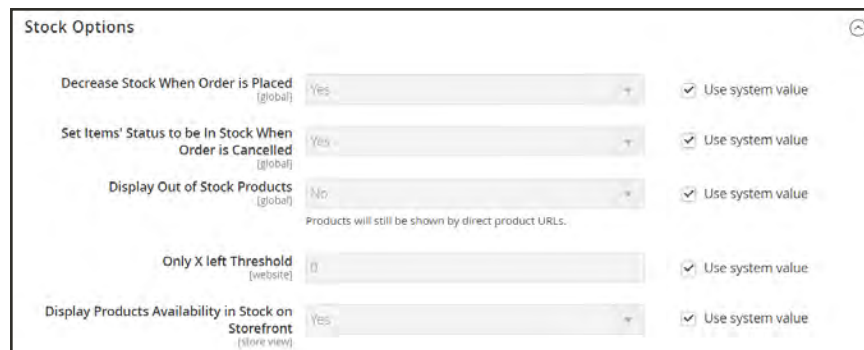 Stock Options
Decrease Stock When Order is Placed
[global]
Yes
Use system value
Set Items' Status to be In Stock When
Order is Cancelled
[global]
Yes
Use system value
Display Out of Stock Products
[global]
No
Use system value
Products will still be shown by direct product URLs.
Only X left Threshold
[website]
0
Use system value
Display Products Availability in Stock on
Storefront
[store view]
Yes
Use system value